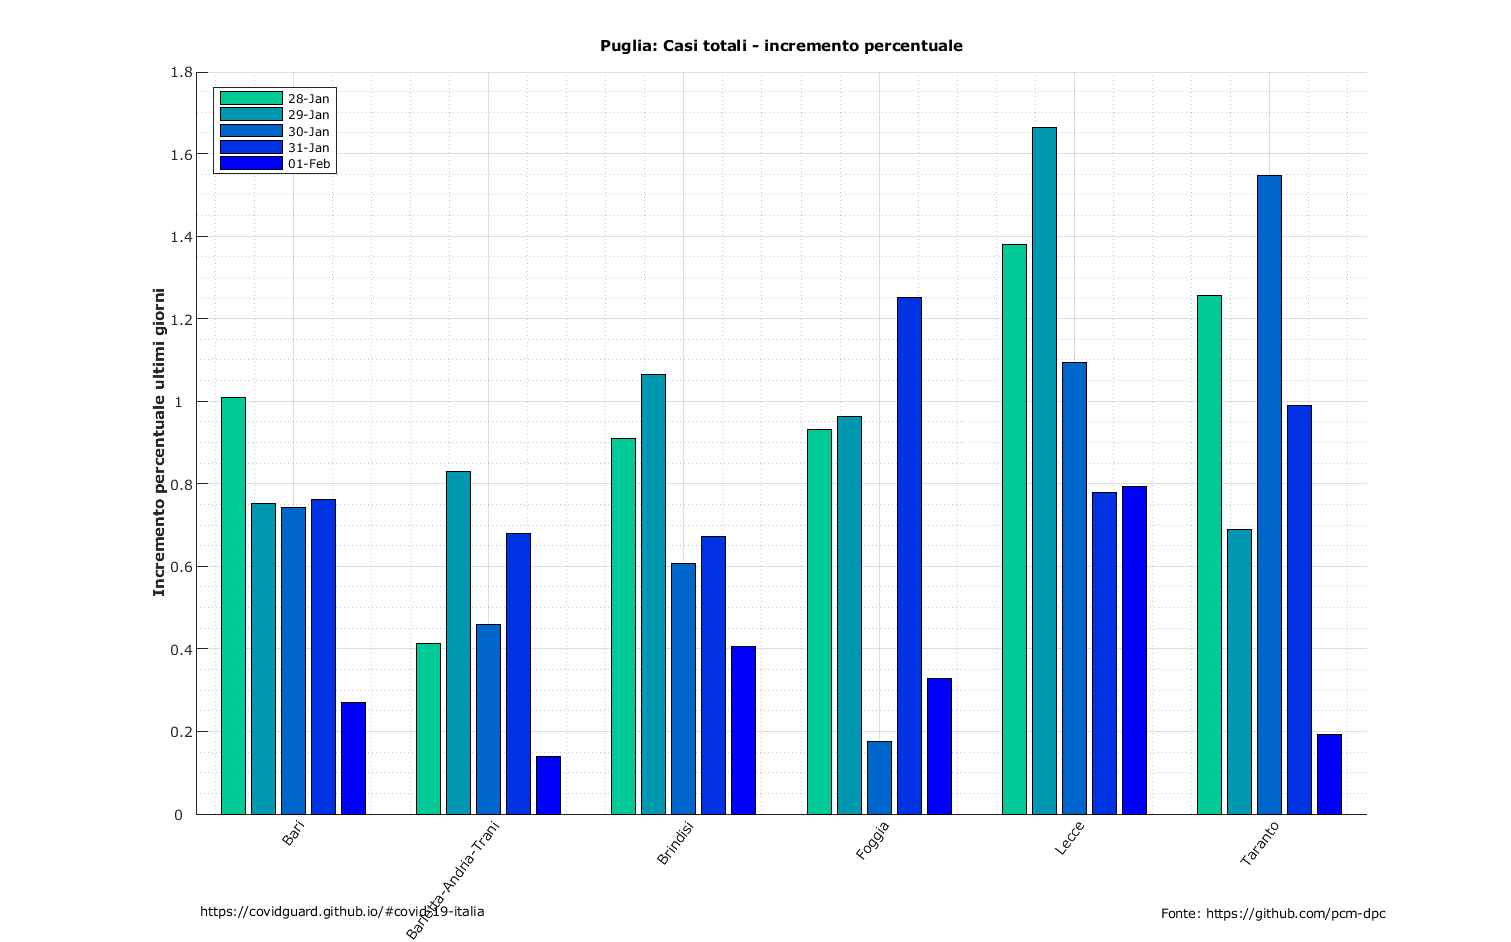 Puglia: Casi totali - incremento percentuale
Incremento percentuale ultimi giorni
1.8
1.6
1.4
1.2
1
0.8
0.6
0.4
0.2
0
28-Jan
29-Jan
30-Jan
31-Jan
01-Feb
Bari
Barletta-Andria-Trani
Brindisi
Foggia
Lecce
Taranto
https://covidguard.github.io/#covid-19-italia
Fonte: https://github.com/pcm-dpc